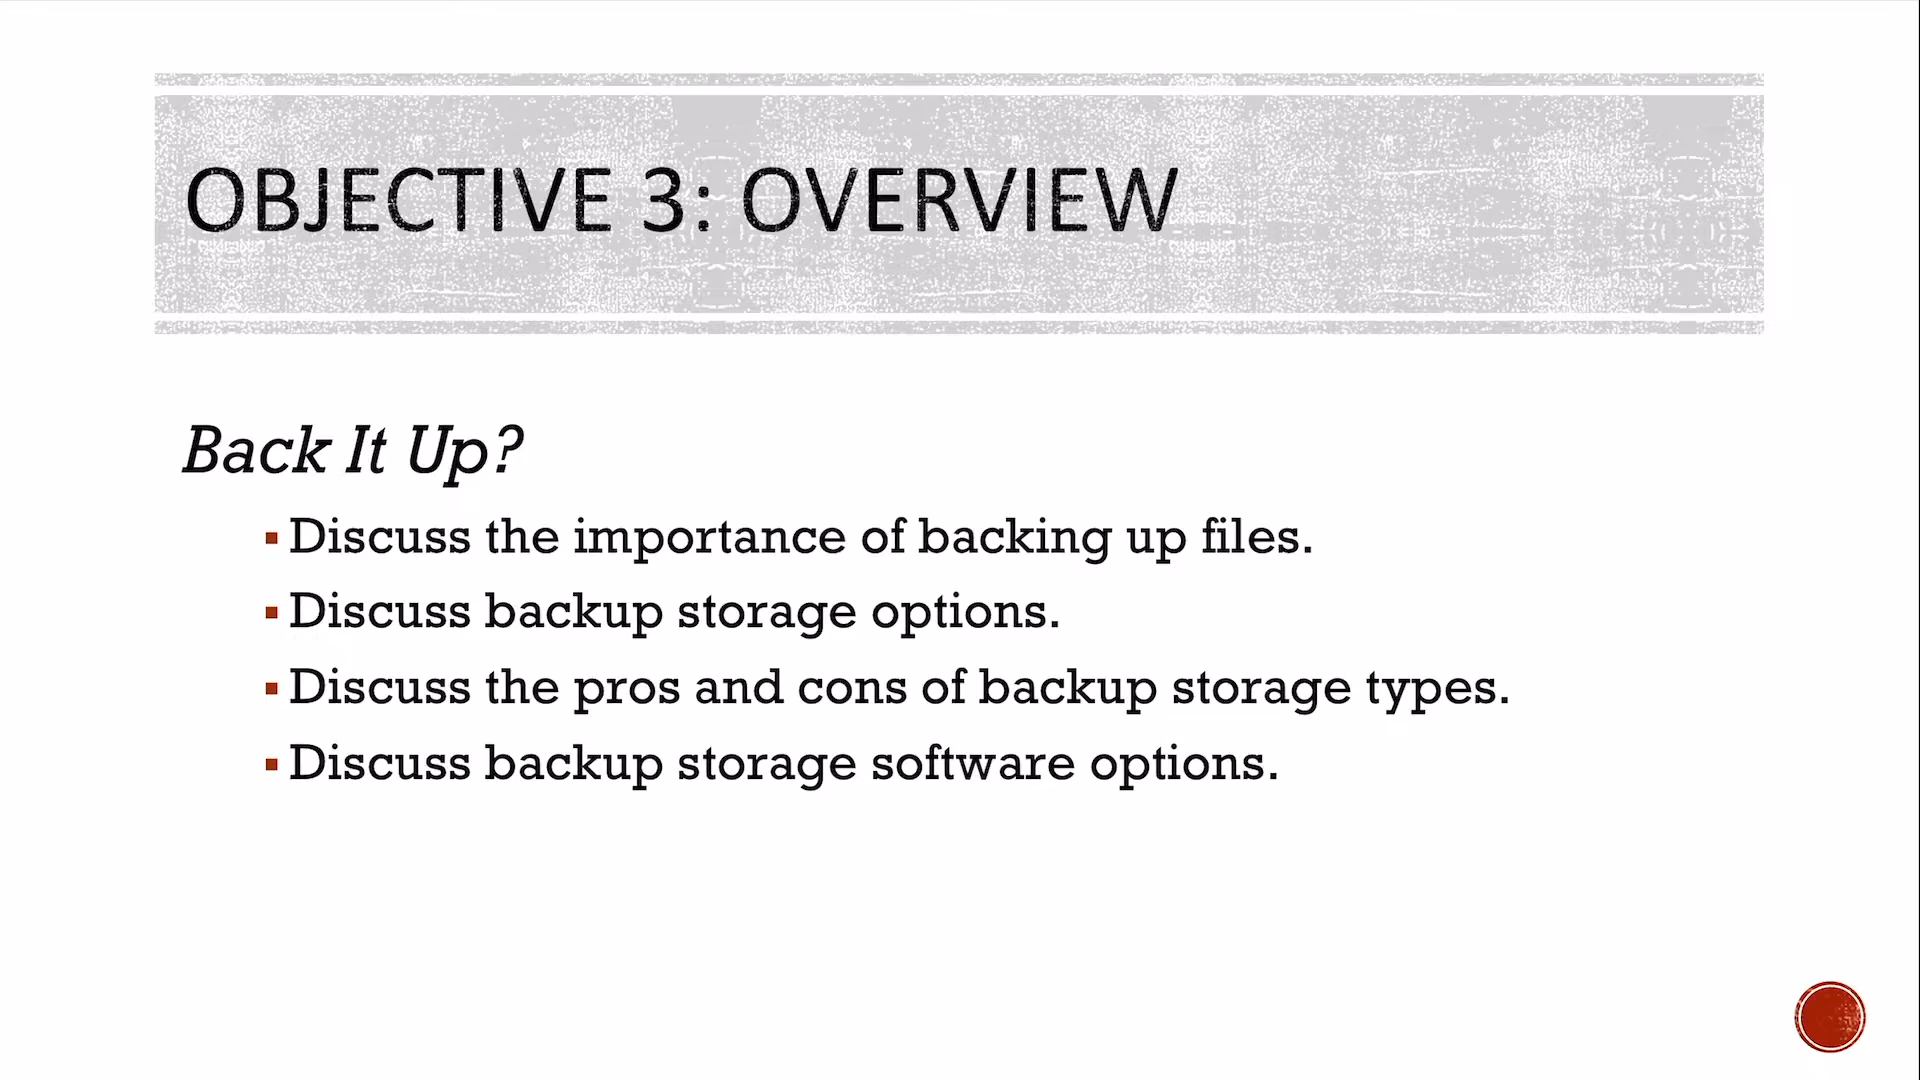 OBJECTIVE 3: OVERVIEW
Back It Up?
▪ Discuss the importance of backing up files.
▪ Discuss backup storage options.
▪ Discuss the pros and cons of backup storage types.
▪ Discuss backup storage software options.